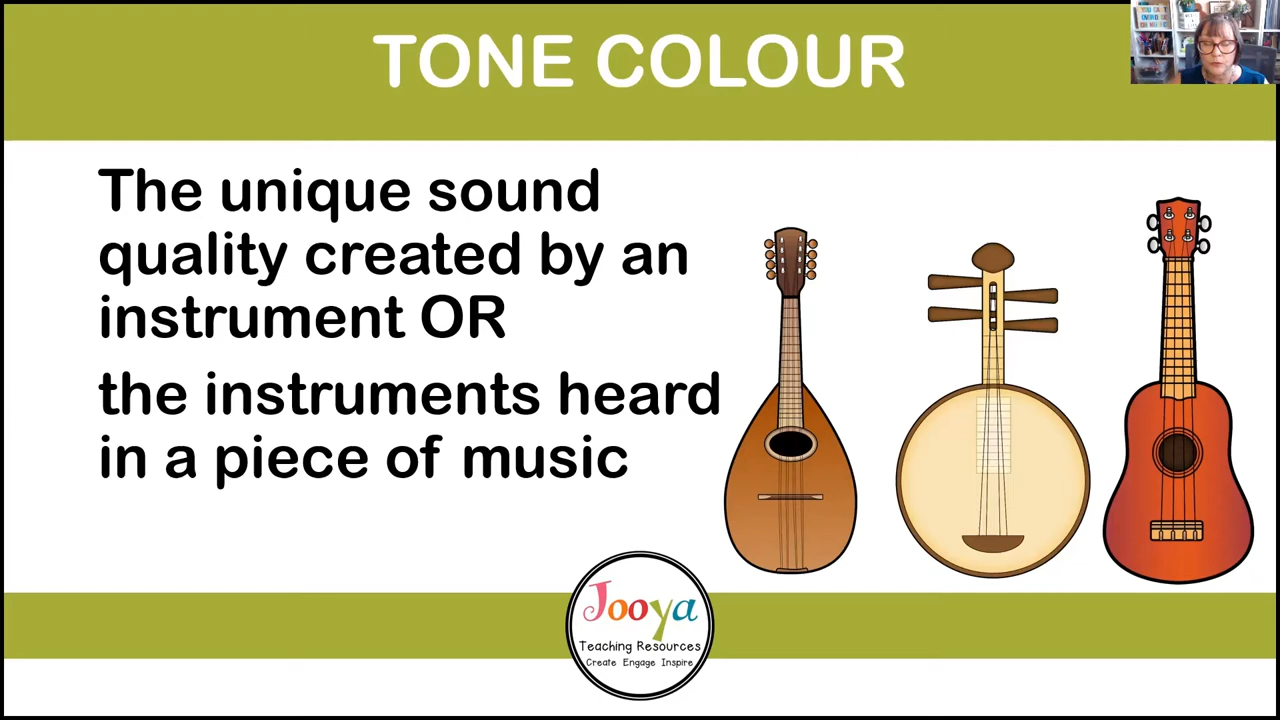 TONE COLOUR
The unique sound
quality created by an
instrument OR
the instruments heard
in a piece of music
Jooya
Teaching Resources
Create Engage Inspire